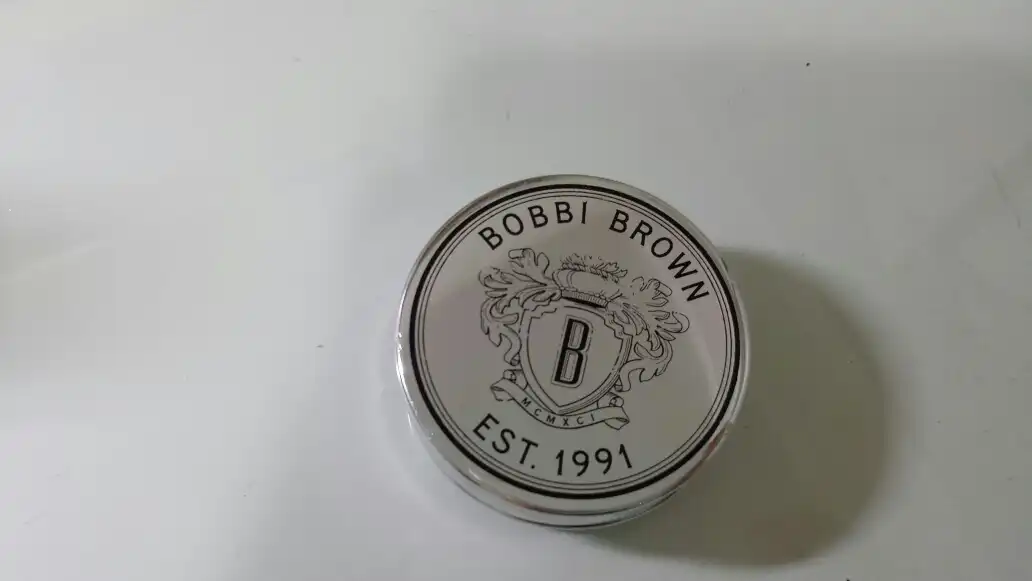 BOBBI BROWN
B
MCMXCI
EST. 1991